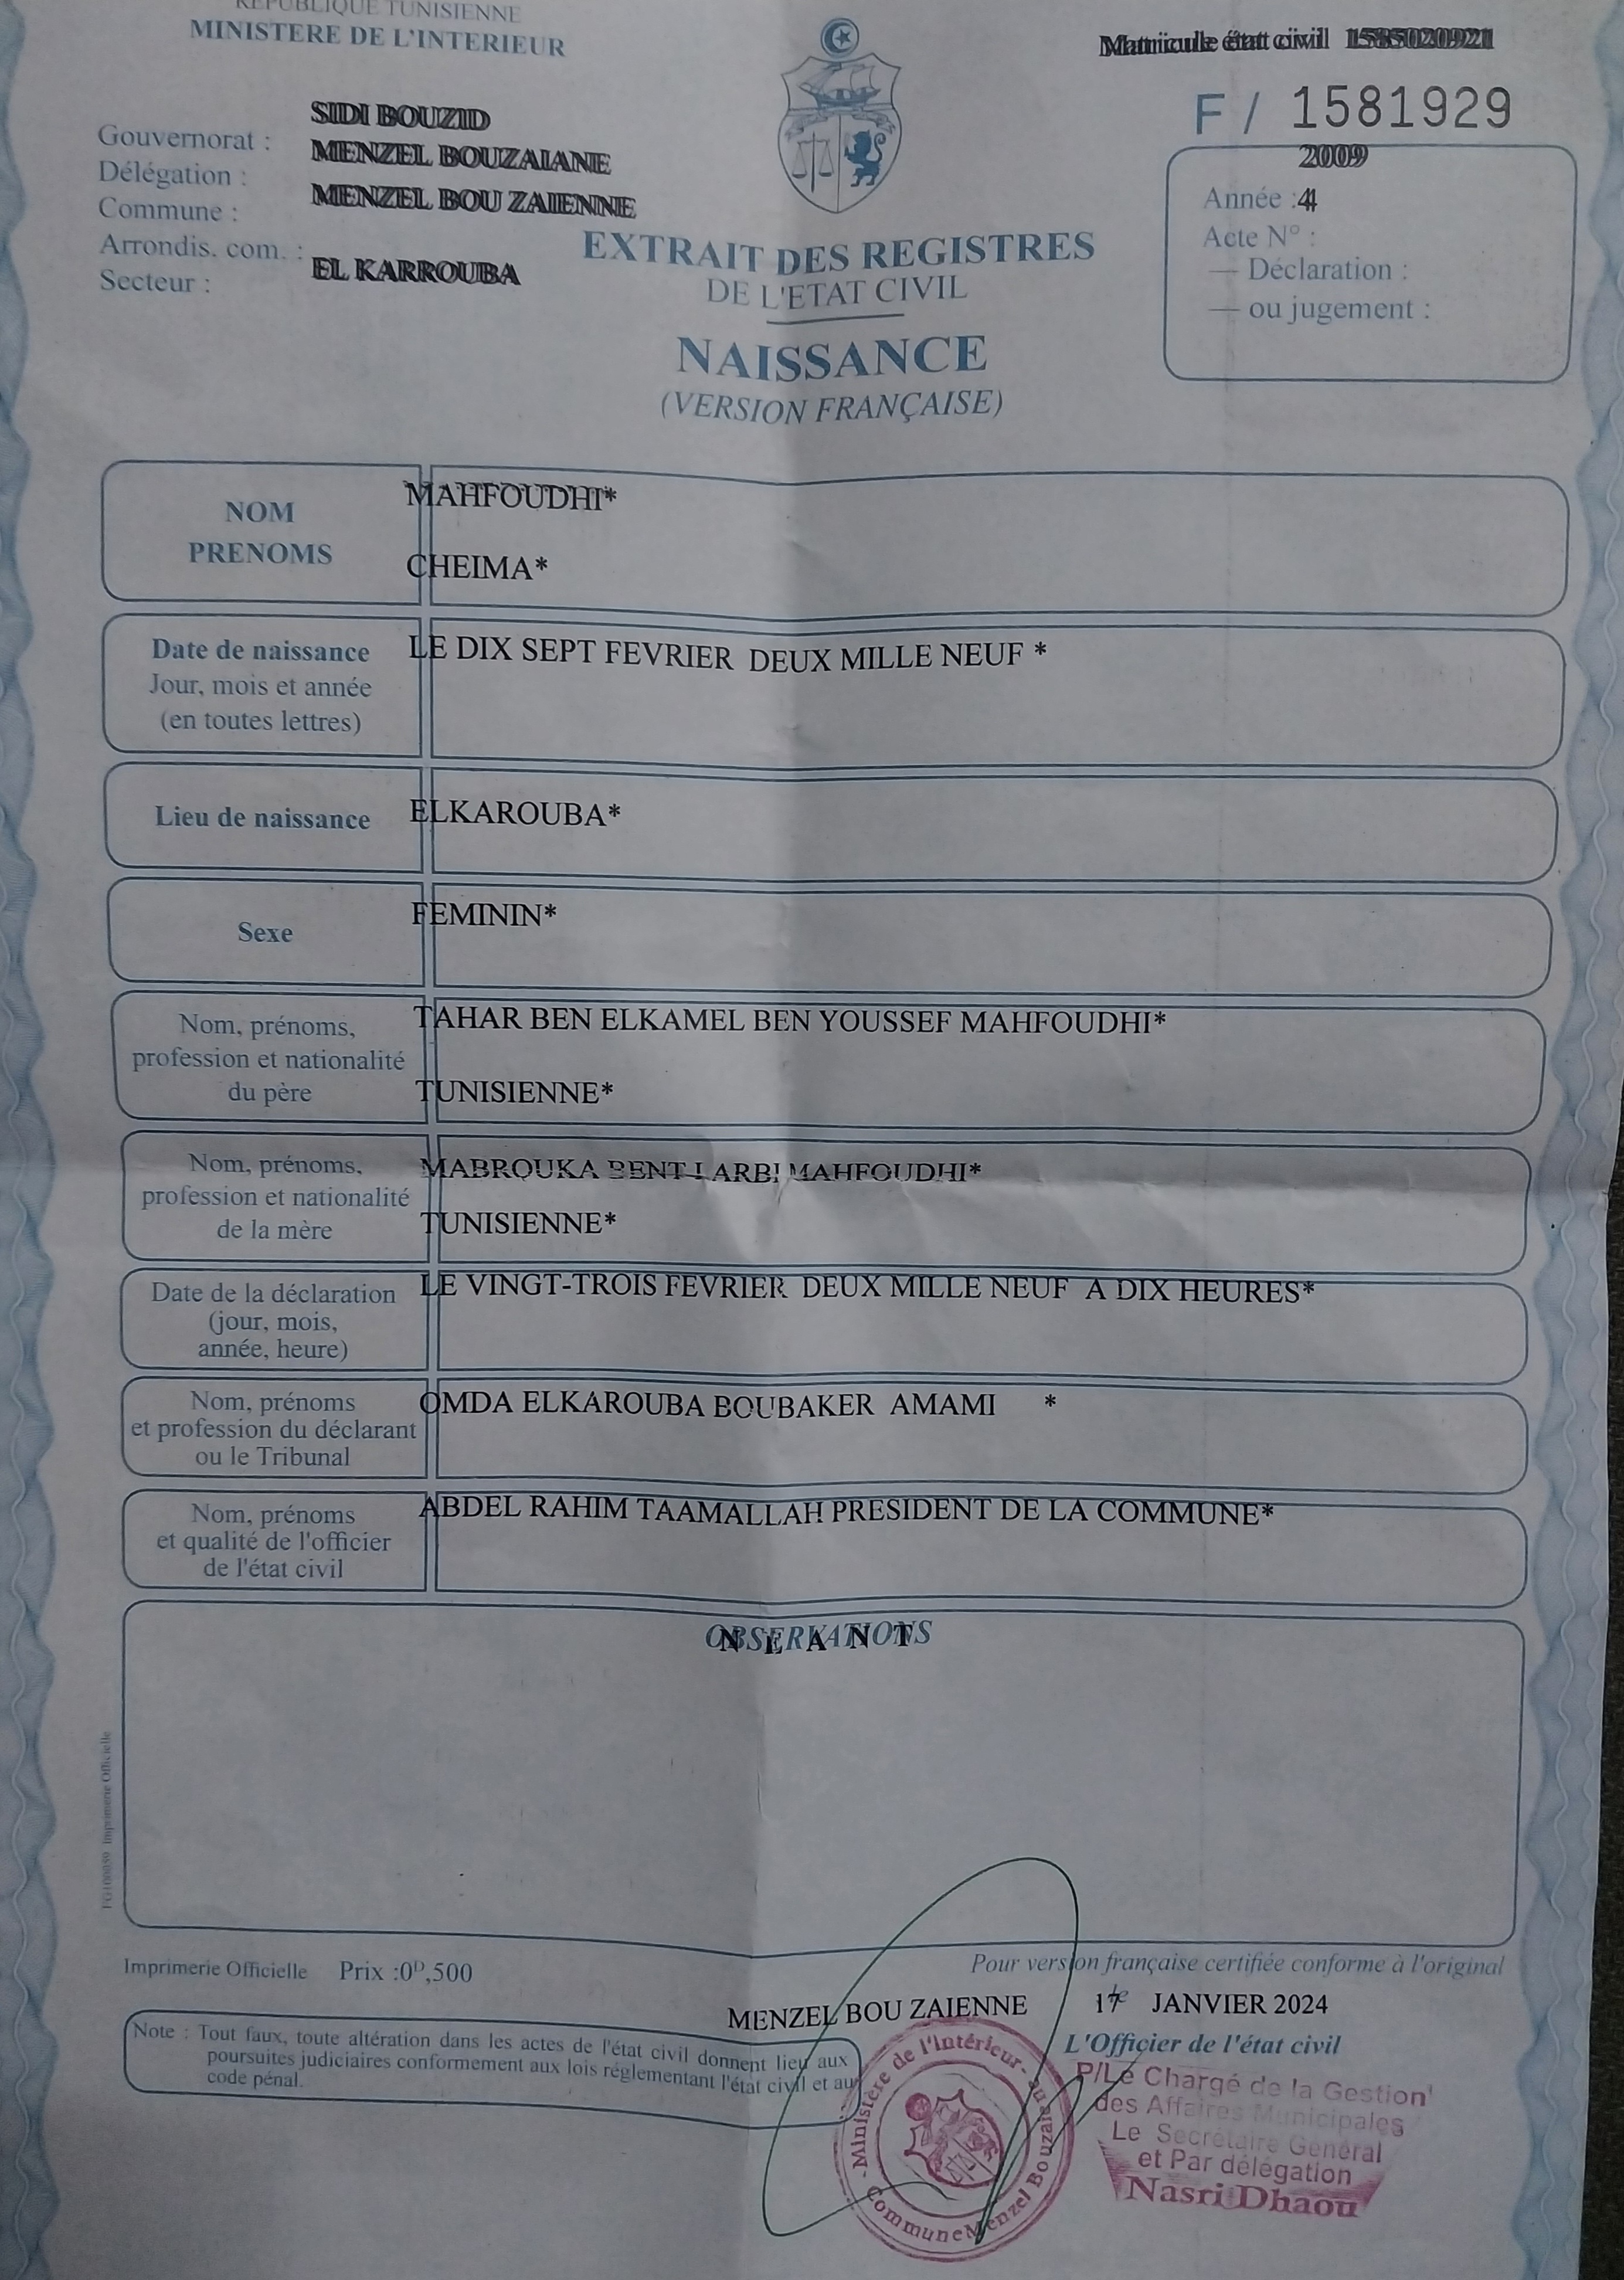 REPUBLIQUE TUNISIENNE
MINISTERE DE L'INTERIEUR
Matricule état civil
F / 1581929
Gouvernorat : SIDI BOUZID
Délégation : MENZEL BOUZAIANE
Commune : MENZEL BOU ZAIENNE
Arrondis. com. :
Secteur : EL KARROUBA
2009
Année : 4
Acte N° :
— Déclaration :
— ou jugement :
EXTRAIT DES REGISTRES
DE L'ETAT CIVIL
NAISSANCE
(VERSION FRANÇAISE)
NOM
PRENOMS
MAHFOUDHI*
CHEIMA*
Date de naissance
Jour, mois et année
(en toutes lettres)
LE DIX SEPT FEVRIER DEUX MILLE NEUF *
Lieu de naissance
ELKAROUBA*
Sexe
FEMININ*
Nom, prénoms,
profession et nationalité
du père
TAHAR BEN ELKAMEL BEN YOUSSEF MAHFOUDHI*
TUNISIENNE*
Nom, prénoms,
profession et nationalité
de la mère
MABROUKA BENT LARBI MAHFOUDHI*
TUNISIENNE*
Date de la déclaration
(jour, mois,
année, heure)
LE VINGT-TROIS FEVRIER DEUX MILLE NEUF A DIX HEURES*
Nom, prénoms
et profession du déclarant
ou le Tribunal
OMDA ELKAROUBA BOUBAKER AMAMI *
Nom, prénoms
et qualité de l'officier
de l'état civil
ABDEL RAHIM TAAMALLAH PRESIDENT DE LA COMMUNE*
OBSERVATIONS
N E A N T
Imprimerie Officielle
Imprimerie Officielle Prix :0ᴰ,500
Pour version française certifiée conforme à l'original
MENZEL BOU ZAIENNE 17 JANVIER 2024
Note : Tout faux, toute altération dans les actes de l'état civil donnent lieu aux
poursuites judiciaires conformement aux lois réglementant l'état civil et au
code pénal.
L'Officier de l'état civil
P/Le Chargé de la Gestion
des Affaires Municipales
Le Secrétaire Général
et Par délégation
Nasri Dhaou
-Ministère de l'Intérieur-
Commune Menzel